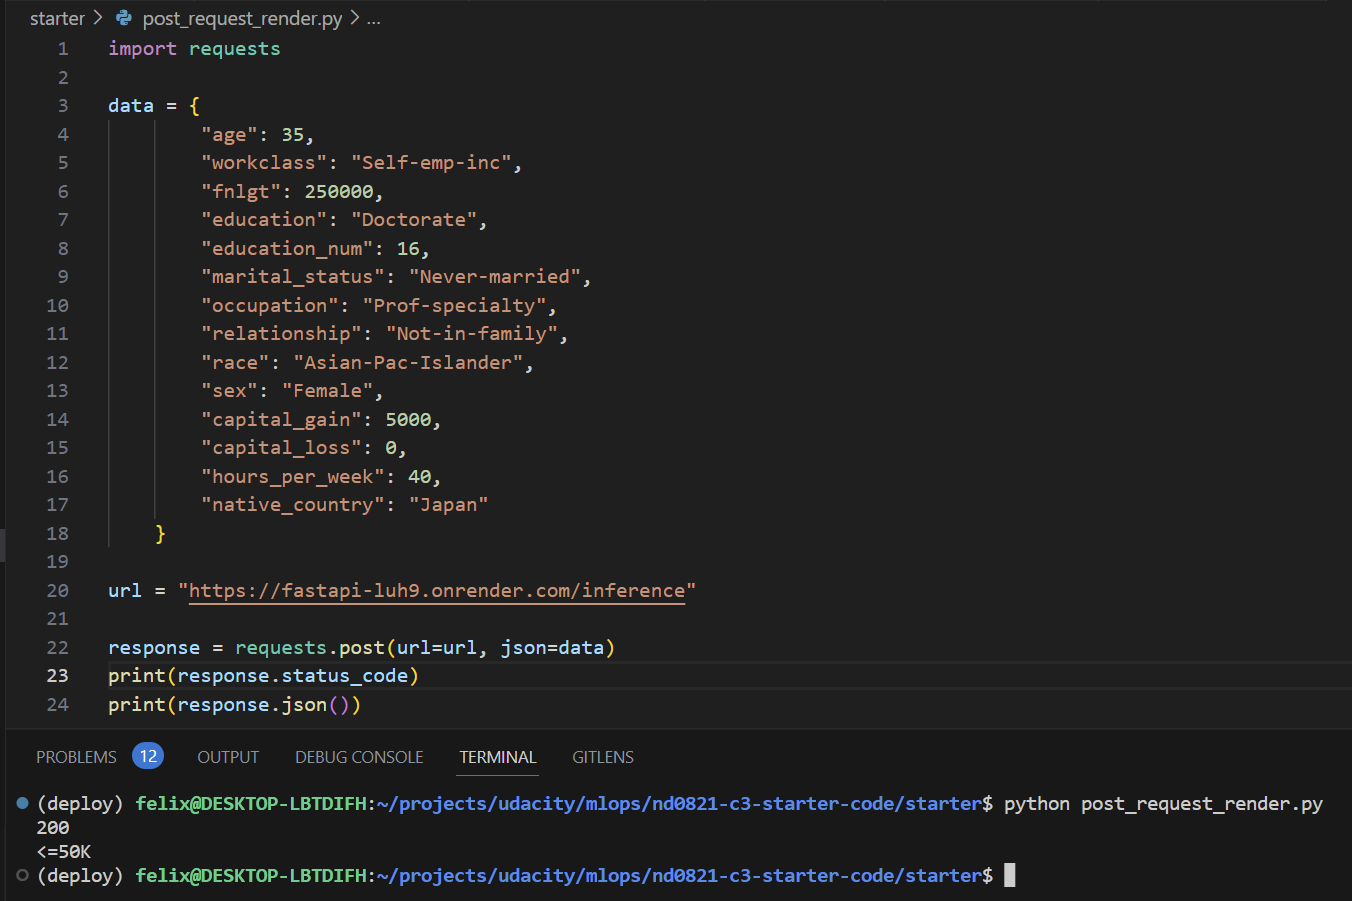 starter > post_request_render.py > ...
1 import requests
2
3 data = {
4 "age": 35,
5 "workclass": "Self-emp-inc",
6 "fnlgt": 250000,
7 "education": "Doctorate",
8 "education_num": 16,
9 "marital_status": "Never-married",
10 "occupation": "Prof-specialty",
11 "relationship": "Not-in-family",
12 "race": "Asian-Pac-Islander",
13 "sex": "Female",
14 "capital_gain": 5000,
15 "capital_loss": 0,
16 "hours_per_week": 40,
17 "native_country": "Japan"
18 }
19
20 url = "https://fastapi-luh9.onrender.com/inference"
21
22 response = requests.post(url=url, json=data)
23 print(response.status_code)
24 print(response.json())
PROBLEMS 12 OUTPUT DEBUG CONSOLE TERMINAL GITLENS
(deploy) felix@DESKTOP-LBTDIFH:~/projects/udacity/mlops/nd0821-c3-starter-code/starter$ python post_request_render.py
200
<=50K
(deploy) felix@DESKTOP-LBTDIFH:~/projects/udacity/mlops/nd0821-c3-starter-code/starter$